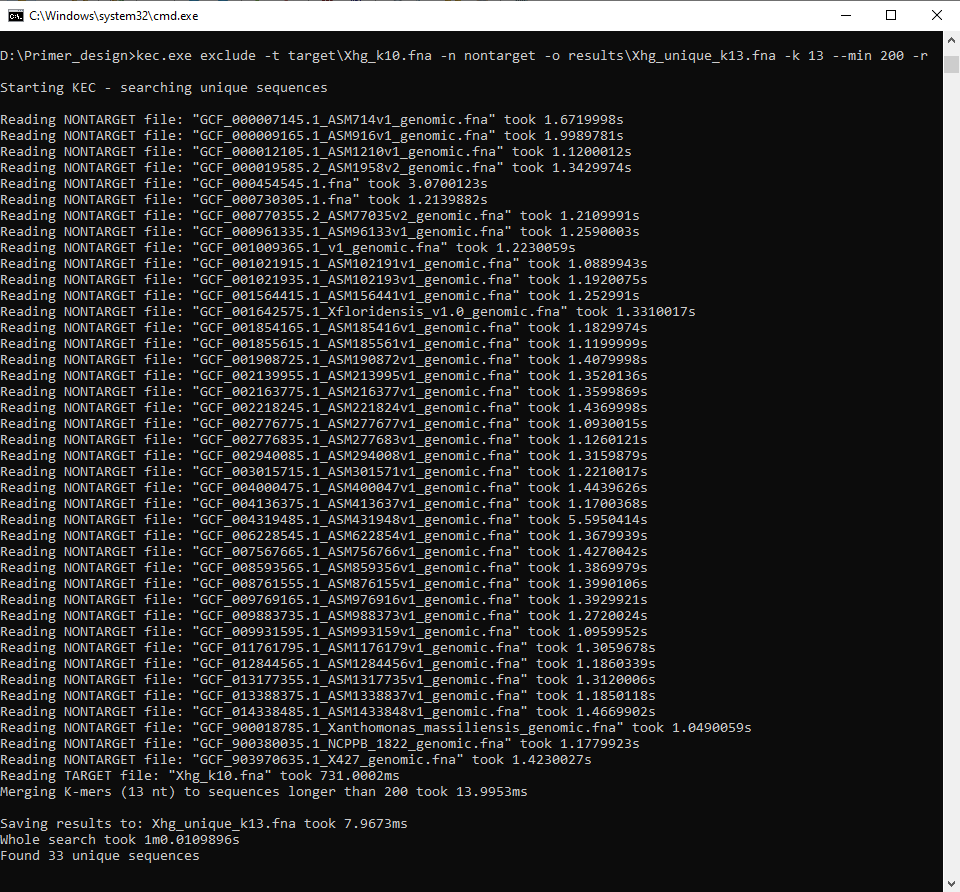 C:\Windows\system32\cmd.exe
D:\Primer_design>kec.exe exclude -t target\Xhg_k10.fna -n nontarget -o results\Xhg_unique_k13.fna -k 13 --min 200 -r
Starting KEC - searching unique sequences
Reading NONTARGET file: "GCF_000007145.1_ASM714v1_genomic.fna" took 1.6719998s
Reading NONTARGET file: "GCF_000009165.1_ASM916v1_genomic.fna" took 1.9989781s
Reading NONTARGET file: "GCF_000012105.1_ASM1210v1_genomic.fna" took 1.1200012s
Reading NONTARGET file: "GCF_000019585.2_ASM1958v2_genomic.fna" took 1.3429974s
Reading NONTARGET file: "GCF_000454545.1.fna" took 3.0700123s
Reading NONTARGET file: "GCF_000730305.1.fna" took 1.2139882s
Reading NONTARGET file: "GCF_000770355.2_ASM77035v2_genomic.fna" took 1.2109991s
Reading NONTARGET file: "GCF_000961335.1_ASM96133v1_genomic.fna" took 1.2590003s
Reading NONTARGET file: "GCF_001009365.1_v1_genomic.fna" took 1.2230059s
Reading NONTARGET file: "GCF_001021915.1_ASM102191v1_genomic.fna" took 1.0889943s
Reading NONTARGET file: "GCF_001021935.1_ASM102193v1_genomic.fna" took 1.1920075s
Reading NONTARGET file: "GCF_001564415.1_ASM156441v1_genomic.fna" took 1.252991s
Reading NONTARGET file: "GCF_001642575.1_Xfloridensis_v1.0_genomic.fna" took 1.3310017s
Reading NONTARGET file: "GCF_001854165.1_ASM185416v1_genomic.fna" took 1.1829974s
Reading NONTARGET file: "GCF_001855615.1_ASM185561v1_genomic.fna" took 1.1199999s
Reading NONTARGET file: "GCF_001908725.1_ASM190872v1_genomic.fna" took 1.4079998s
Reading NONTARGET file: "GCF_002139955.1_ASM213995v1_genomic.fna" took 1.3520136s
Reading NONTARGET file: "GCF_002163775.1_ASM216377v1_genomic.fna" took 1.3599869s
Reading NONTARGET file: "GCF_002218245.1_ASM221824v1_genomic.fna" took 1.4369998s
Reading NONTARGET file: "GCF_002776775.1_ASM277677v1_genomic.fna" took 1.0930015s
Reading NONTARGET file: "GCF_002776835.1_ASM277683v1_genomic.fna" took 1.1260121s
Reading NONTARGET file: "GCF_002940085.1_ASM294008v1_genomic.fna" took 1.3159879s
Reading NONTARGET file: "GCF_003015715.1_ASM301571v1_genomic.fna" took 1.2210017s
Reading NONTARGET file: "GCF_004000475.1_ASM400047v1_genomic.fna" took 1.4439626s
Reading NONTARGET file: "GCF_004136375.1_ASM413637v1_genomic.fna" took 1.1700368s
Reading NONTARGET file: "GCF_004319485.1_ASM431948v1_genomic.fna" took 5.5950414s
Reading NONTARGET file: "GCF_006228545.1_ASM622854v1_genomic.fna" took 1.3679939s
Reading NONTARGET file: "GCF_007567665.1_ASM756766v1_genomic.fna" took 1.4270042s
Reading NONTARGET file: "GCF_008593565.1_ASM859356v1_genomic.fna" took 1.3869979s
Reading NONTARGET file: "GCF_008761555.1_ASM876155v1_genomic.fna" took 1.3990106s
Reading NONTARGET file: "GCF_009769165.1_ASM976916v1_genomic.fna" took 1.3929921s
Reading NONTARGET file: "GCF_009883735.1_ASM988373v1_genomic.fna" took 1.2720024s
Reading NONTARGET file: "GCF_009931595.1_ASM993159v1_genomic.fna" took 1.0959952s
Reading NONTARGET file: "GCF_011761795.1_ASM1176179v1_genomic.fna" took 1.3059678s
Reading NONTARGET file: "GCF_012844565.1_ASM1284456v1_genomic.fna" took 1.1860339s
Reading NONTARGET file: "GCF_013177355.1_ASM1317735v1_genomic.fna" took 1.3120006s
Reading NONTARGET file: "GCF_013388375.1_ASM1338837v1_genomic.fna" took 1.1850118s
Reading NONTARGET file: "GCF_014338485.1_ASM1433848v1_genomic.fna" took 1.4669902s
Reading NONTARGET file: "GCF_900018785.1_Xanthomonas_massiliensis_genomic.fna" took 1.0490059s
Reading NONTARGET file: "GCF_900380035.1_NCPPB_1822_genomic.fna" took 1.1779923s
Reading NONTARGET file: "GCF_903970635.1_X427_genomic.fna" took 1.4230027s
Reading TARGET file: "Xhg_k10.fna" took 731.0002ms
Merging K-mers (13 nt) to sequences longer than 200 took 13.9953ms
Saving results to: Xhg_unique_k13.fna took 7.9673ms
Whole search took 1m0.0109896s
Found 33 unique sequences